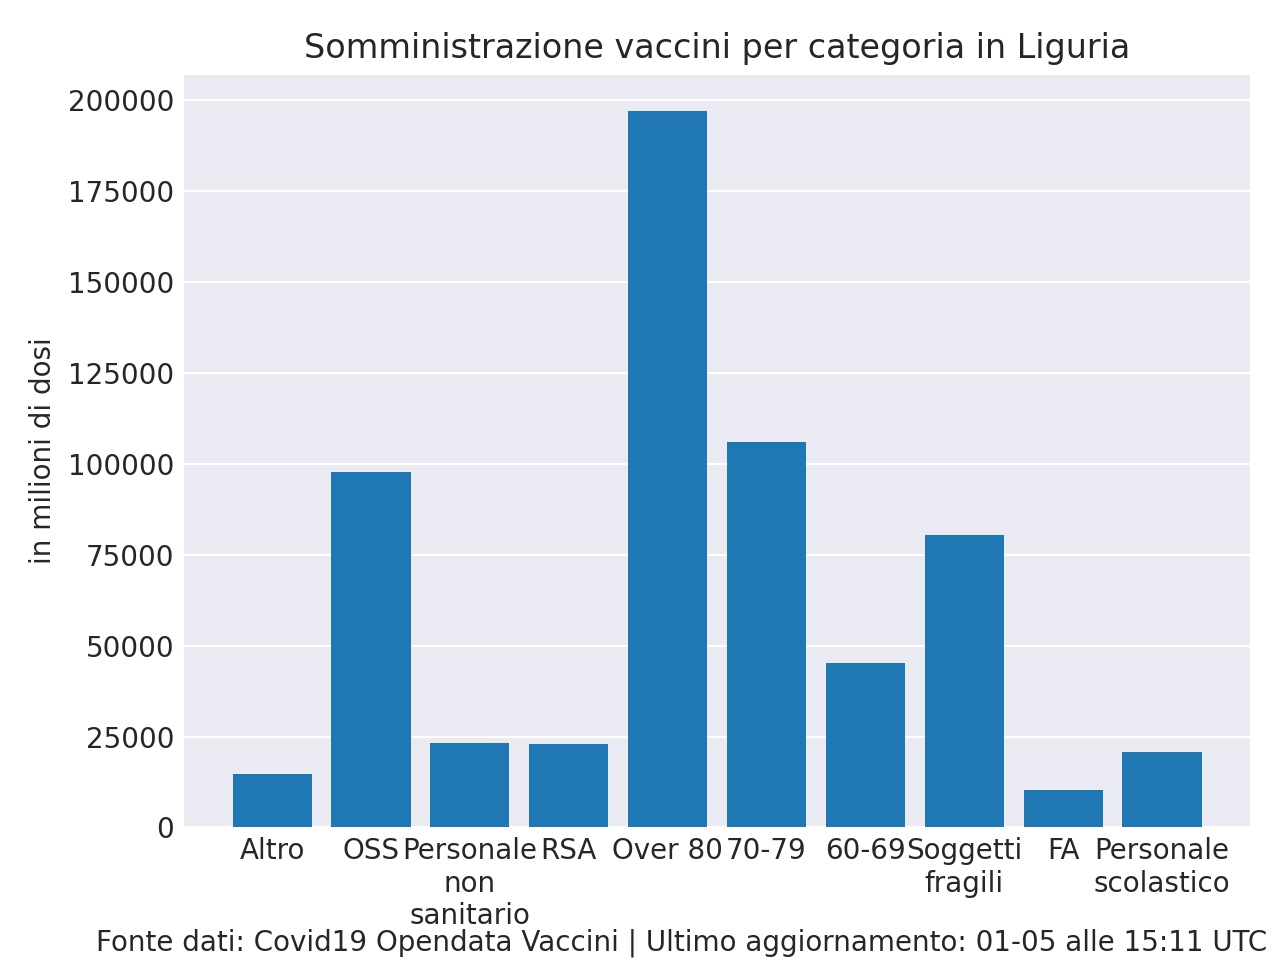 Somministrazione vaccini per categoria in Liguria
in milioni di dosi
200000
175000
150000
125000
100000
75000
50000
25000
0
Altro
OSS
Personale
non
sanitario
RSA
Over 80
70-79
60-69
Soggetti
fragili
FA
Personale
scolastico
Fonte dati: Covid19 Opendata Vaccini | Ultimo aggiornamento: 01-05 alle 15:11 UTC